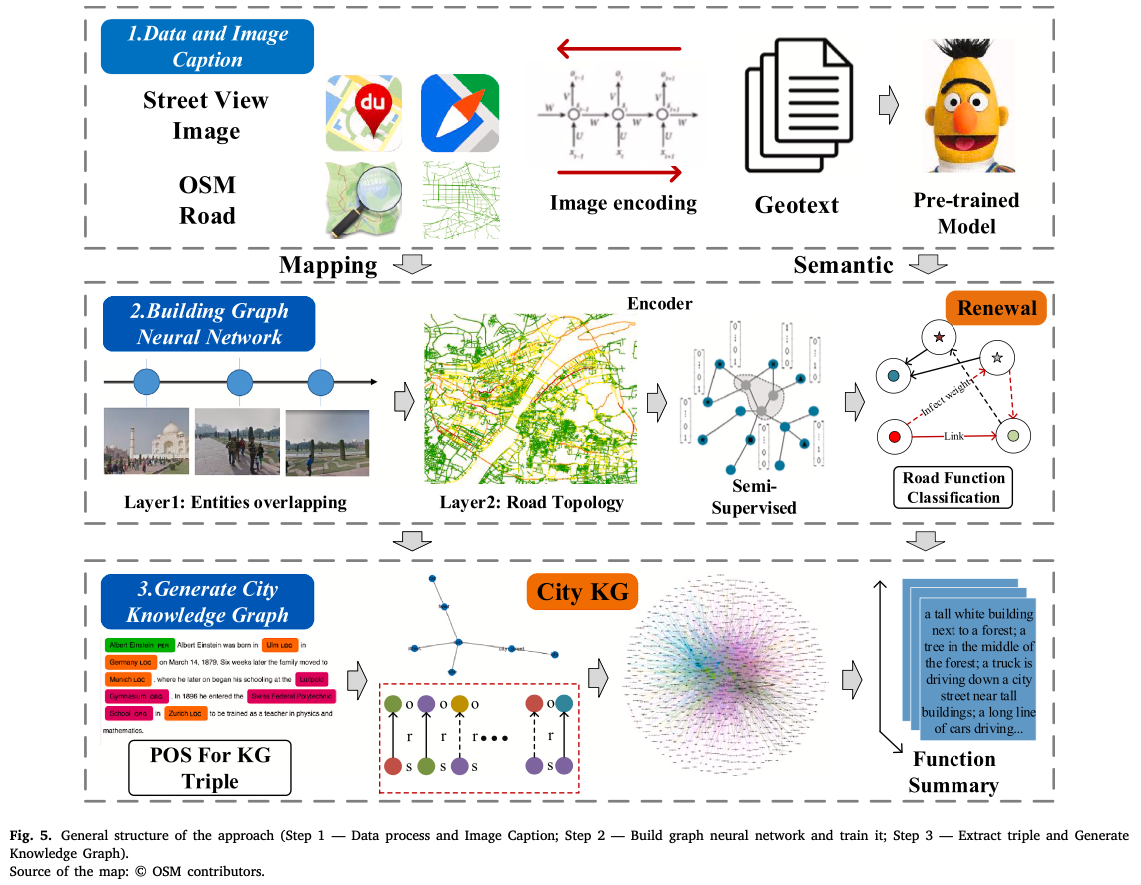 1.Data and Image
Caption
Street View
Image
du
OSM
Road
Image encoding
Geotext
Pre-trained
Model
Mapping
Semantic
2.Building Graph
Neural Network
Encoder
Renewal
Infect weight
Link
Layer1: Entities overlapping
Layer2: Road Topology
Semi-
Supervised
Road Function
Classification
3.Generate City
Knowledge Graph
City KG
Albert Einstein PER Albert Einstein was born in Ulm LOC in
Germany LOC on March 14, 1879. Six weeks later the family moved to
Munich LOC , where he later on began his schooling at the Luitpold
Gymnasium ORG . In 1896 he entered the Swiss Federal Polytechnic
School ORG in Zurich LOC to be trained as a teacher in physics and
mathematics.
POS For KG
Triple
o o o o
r r r
s s s s
a tall white building
next to a forest; a
tree in the middle of
the forest; a truck is
driving down a city
street near tall
buildings; a long line
of cars driving...
Function
Summary
Fig. 5. General structure of the approach (Step 1 — Data process and Image Caption; Step 2 — Build graph neural network and train it; Step 3 — Extract triple and Generate
Knowledge Graph).
Source of the map: © OSM contributors.